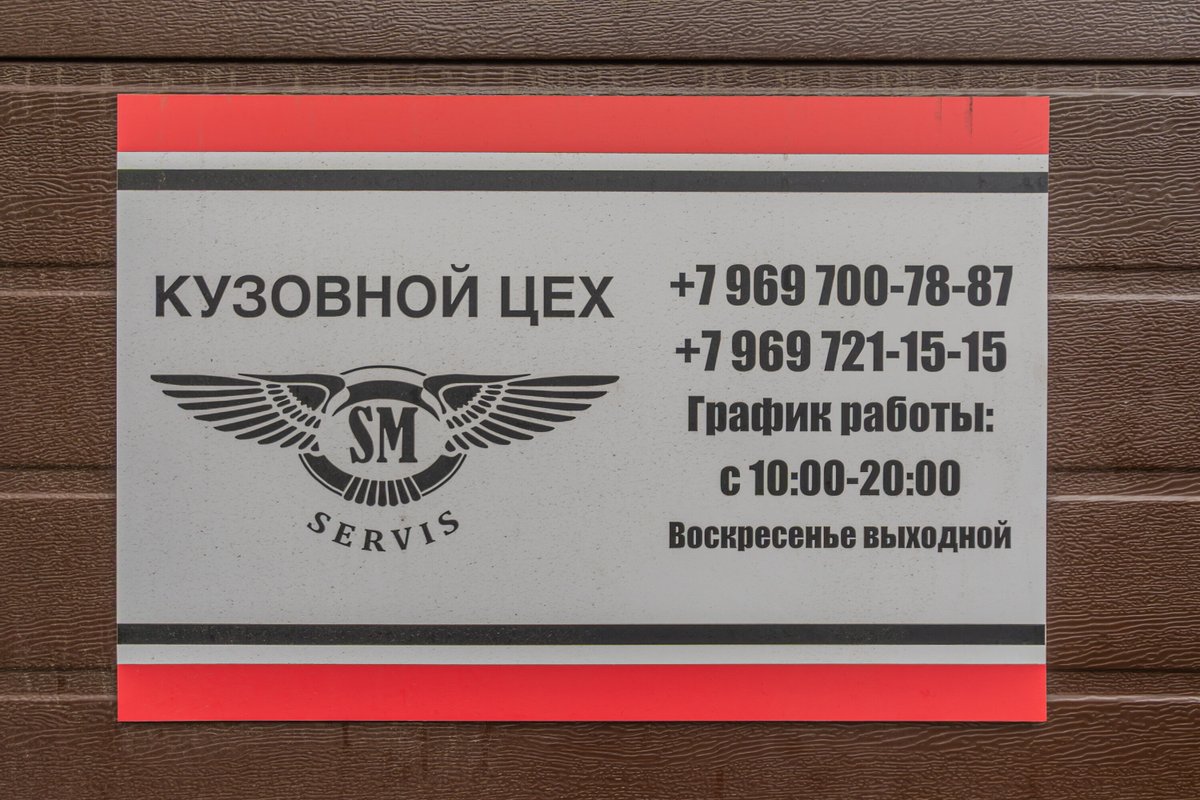 КУЗОВНОЙ ЦЕХ
SM
SERVIS
+7 969 700-78-87
+7 969 721-15-15
График работы:
с 10:00-20:00
Воскресенье выходной